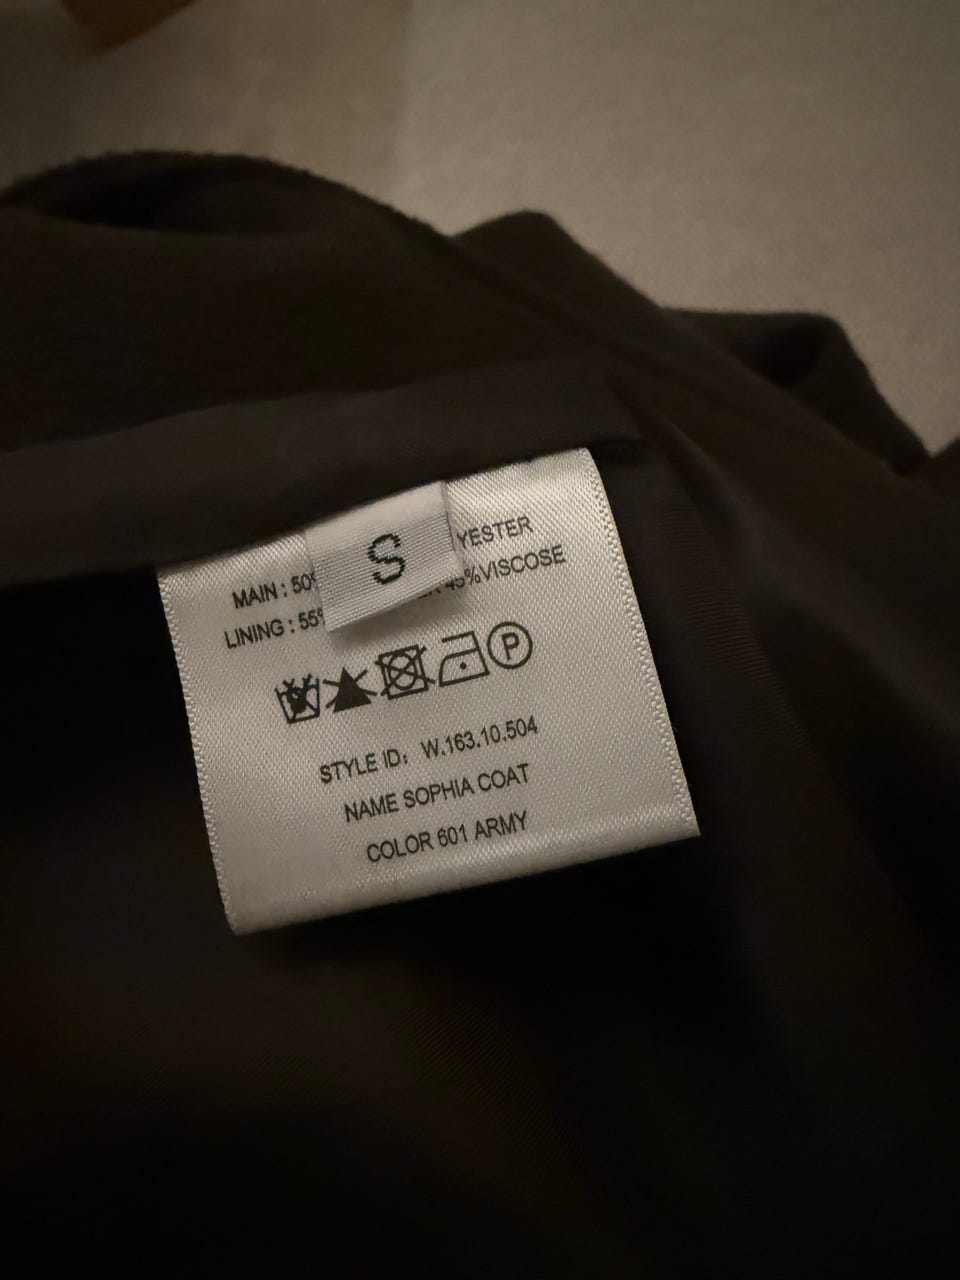 S
MAIN : 50% YESTER
LINING : 55% 45%VISCOSE
P
STYLE ID: W.163.10.504
NAME SOPHIA COAT
COLOR 601 ARMY